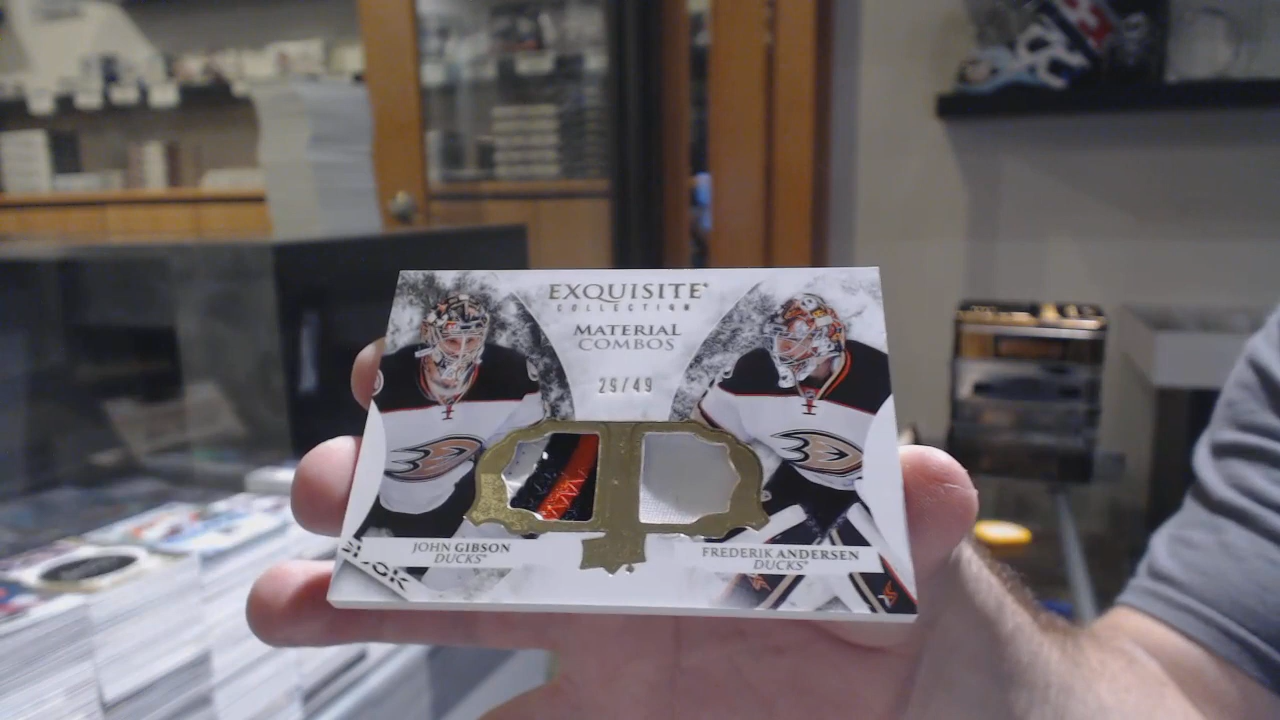 EXQUISITE
COLLECTION
MATERIAL
COMBOS
29/49
JOHN GIBSON
DUCKS
FREDERIK ANDERSEN
DUCKS